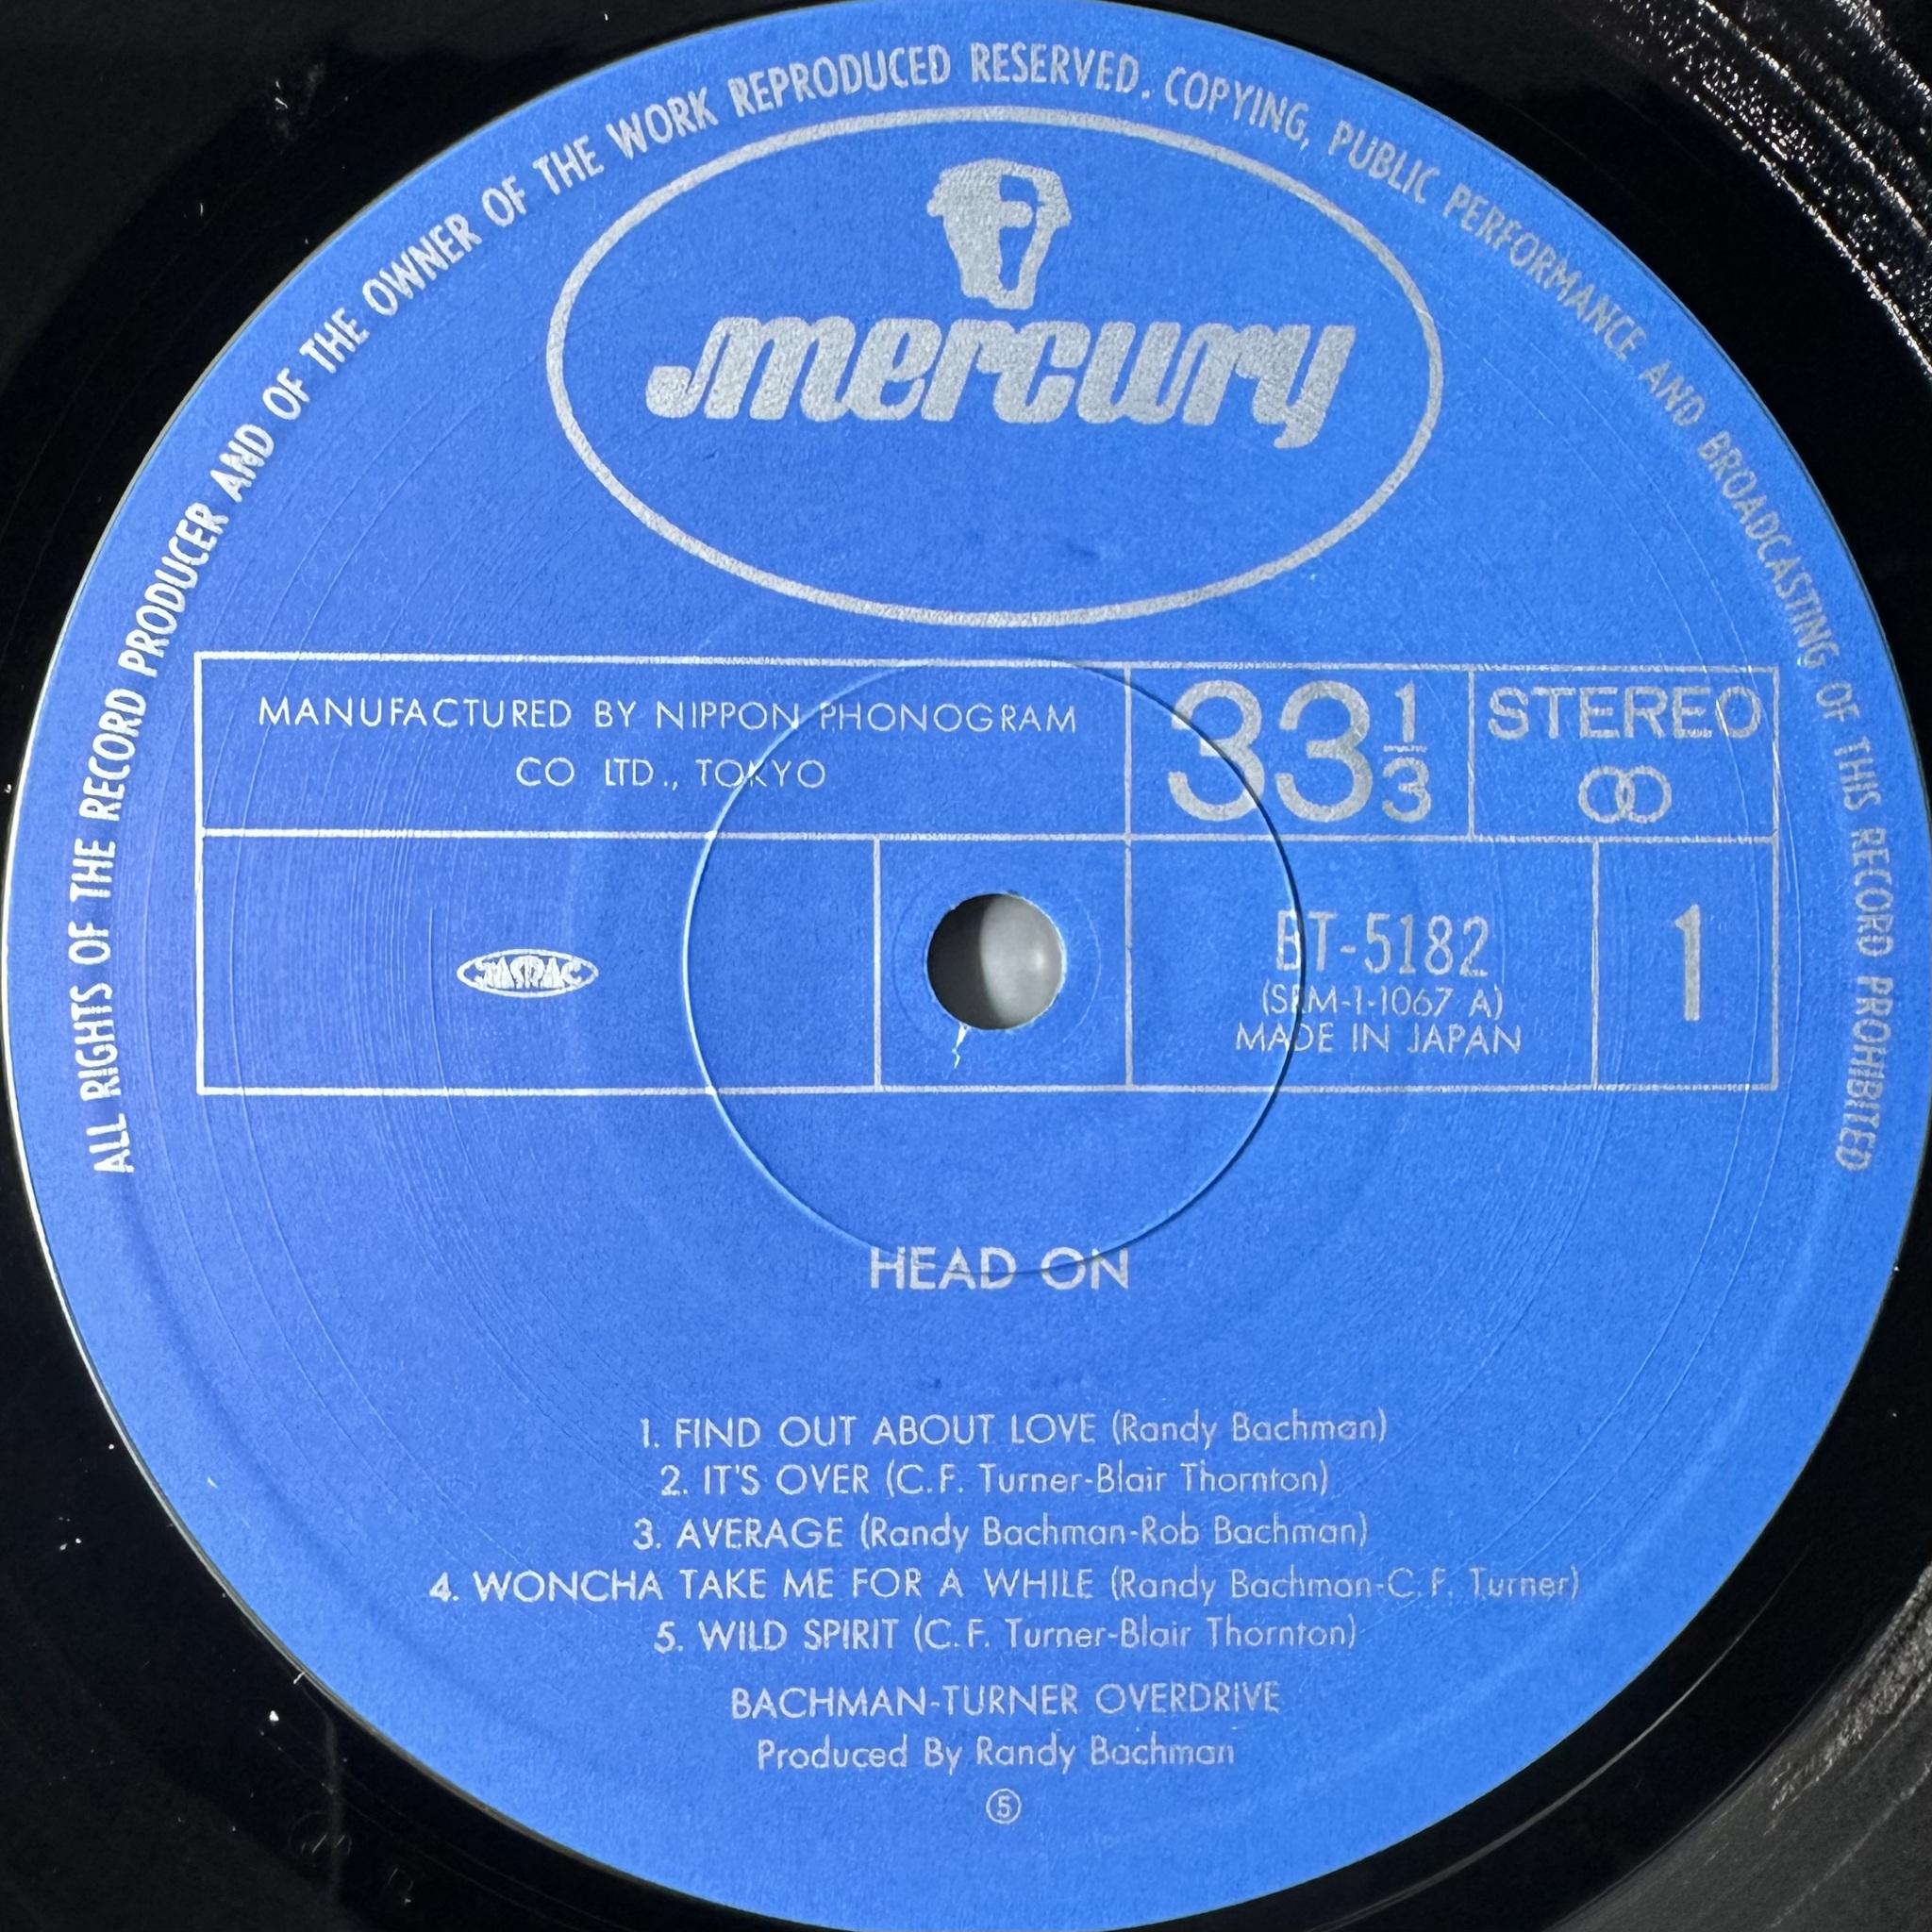 ALL RIGHTS OF THE RECORD PRODUCER AND OF THE OWNER OF THE WORK REPRODUCED RESERVED. COPYING, PUBLIC PERFORMANCE AND BROADCASTING OF THIS RECORD PROHIBITED
mercury
MANUFACTURED BY NIPPON PHONOGRAM
CO LTD., TOKYO
33 1/3
STEREO
JASRAC
BT-5182
(SRM-1-1067 A)
MADE IN JAPAN
1
HEAD ON
1. FIND OUT ABOUT LOVE (Randy Bachman)
2. IT'S OVER (C.F. Turner-Blair Thornton)
3. AVERAGE (Randy Bachman-Rob Bachman)
4. WONCHA TAKE ME FOR A WHILE (Randy Bachman-C.F. Turner)
5. WILD SPIRIT (C.F. Turner-Blair Thornton)
BACHMAN-TURNER OVERDRIVE
Produced By Randy Bachman
⑤